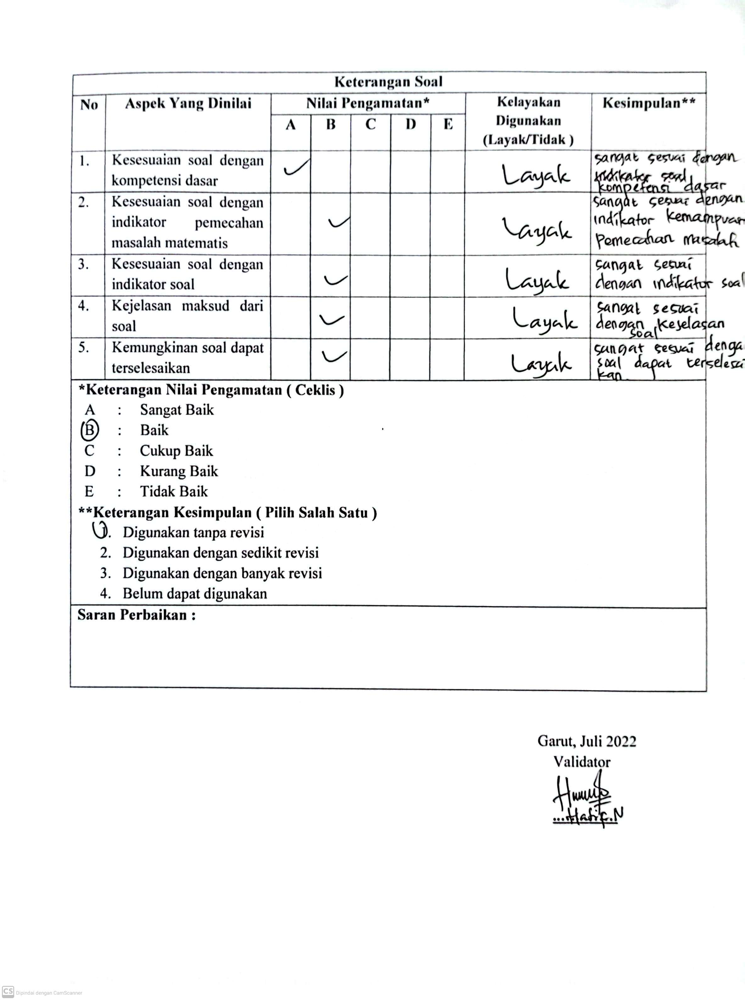 Keterangan Soal
No Aspek Yang Dinilai Nilai Pengamatan* Kelayakan Digunakan (Layak/Tidak ) Kesimpulan**
A B C D E
1. Kesesuaian soal dengan kompetensi dasar ✓ Layak sangat sesuai dengan
kompetensi dasar
2. Kesesuaian soal dengan indikator pemecahan masalah matematis ✓ Layak sangat sesuai dengan
indikator kemampuan
Pemecahan masalah
3. Kesesuaian soal dengan indikator soal ✓ Layak sangat sesuai
dengan indikator soal
4. Kejelasan maksud dari soal ✓ Layak sangat sesuai
dengan kejelasan
soal
5. Kemungkinan soal dapat terselesaikan ✓ Layak sangat sesuai denga
soal dapat terselesai
kan
*Keterangan Nilai Pengamatan ( Ceklis )
A : Sangat Baik
B : Baik
C : Cukup Baik
D : Kurang Baik
E : Tidak Baik
**Keterangan Kesimpulan ( Pilih Salah Satu )
1. Digunakan tanpa revisi
2. Digunakan dengan sedikit revisi
3. Digunakan dengan banyak revisi
4. Belum dapat digunakan
Saran Perbaikan :
Garut, Juli 2022
Validator
CS Dipindai dengan CamScanner